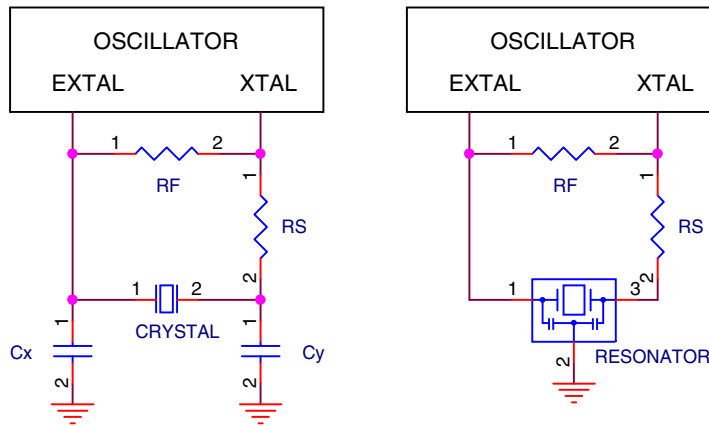 OSCILLATOR
EXTAL XTAL
1 2
RF
1
RS
2
1 2
CRYSTAL
1 1
Cx Cy
2 2
OSCILLATOR
EXTAL XTAL
1 2
RF
1
RS
2
1 3
RESONATOR
2